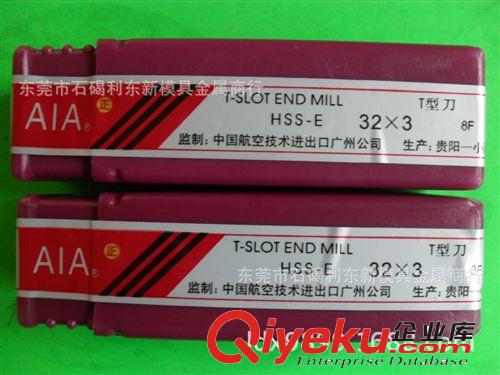 东莞市石碣利东新模具金属商行
AIA® 正
T-SLOT END MILL
T型刀
HSS-E 32×3 8F
监制:中国航空技术进出口广州公司 生产:贵阳一小
AIA® 正
T-SLOT END MILL
T型刀
HSS-E 32×3 8F
东莞市石碣利东新模具金属商行
监制:中国航空技术进出口广州公司 生产:贵阳
Qiyeku.com 企业库
Enterprise Database